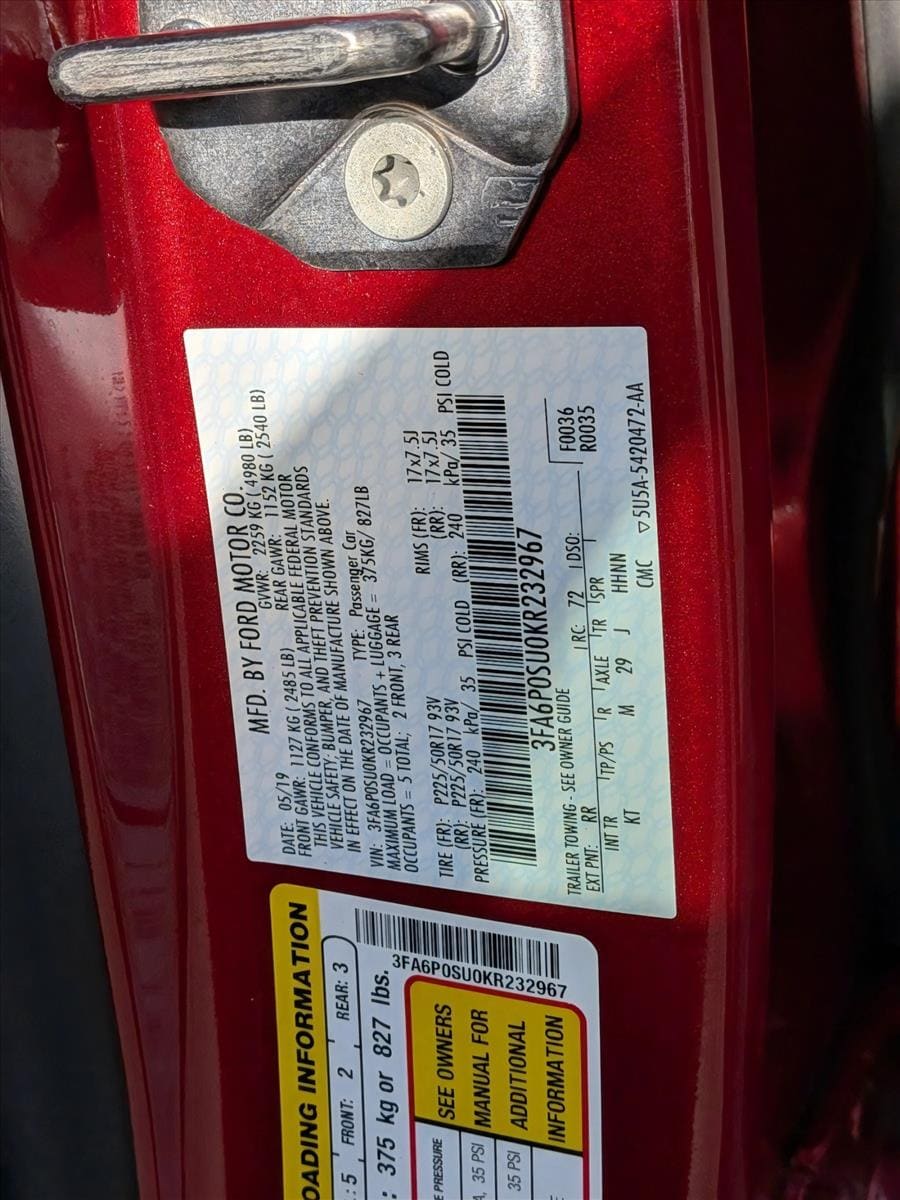 MFD. BY FORD MOTOR CO.
DATE: 05/19 GVWR: 2259 KG ( 4980 LB)
FRONT GAWR: 1127 KG ( 2485 LB) REAR GAWR: 1152 KG ( 2540 LB)
THIS VEHICLE CONFORMS TO ALL APPLICABLE FEDERAL MOTOR
VEHICLE SAFETY, BUMPER, AND THEFT PREVENTION STANDARDS
IN EFFECT ON THE DATE OF MANUFACTURE SHOWN ABOVE.
VIN: 3FA6P0SU0KR232967 TYPE: Passenger Car
MAXIMUM LOAD = OCCUPANTS + LUGGAGE = 375KG/ 827LB
OCCUPANTS = 5 TOTAL; 2 FRONT, 3 REAR
TIRE (FR): P225/50R17 93V RIMS (FR): 17x7.5J
(RR): P225/50R17 93V (RR): 17x7.5J
PRESSURE (FR): 240 kPa/ 35 PSI COLD (RR): 240 kPa/ 35 PSI COLD
3FA6P0SU0KR232967
TRAILER TOWING - SEE OWNER GUIDE
EXT PNT: RR RC: 72 DSO: F0036
R0035
INT TR TP/PS R AXLE TR SPR
KT M 29 J HHNN
CMC ▽5U5A-5420472-AA
OADING INFORMATION
: 5 FRONT: 2 REAR: 3
: 375 kg or 827 lbs.
3FA6P0SU0KR232967
E PRESSURE
A, 35 PSI
35 PSI
SEE OWNERS
MANUAL FOR
ADDITIONAL
INFORMATION